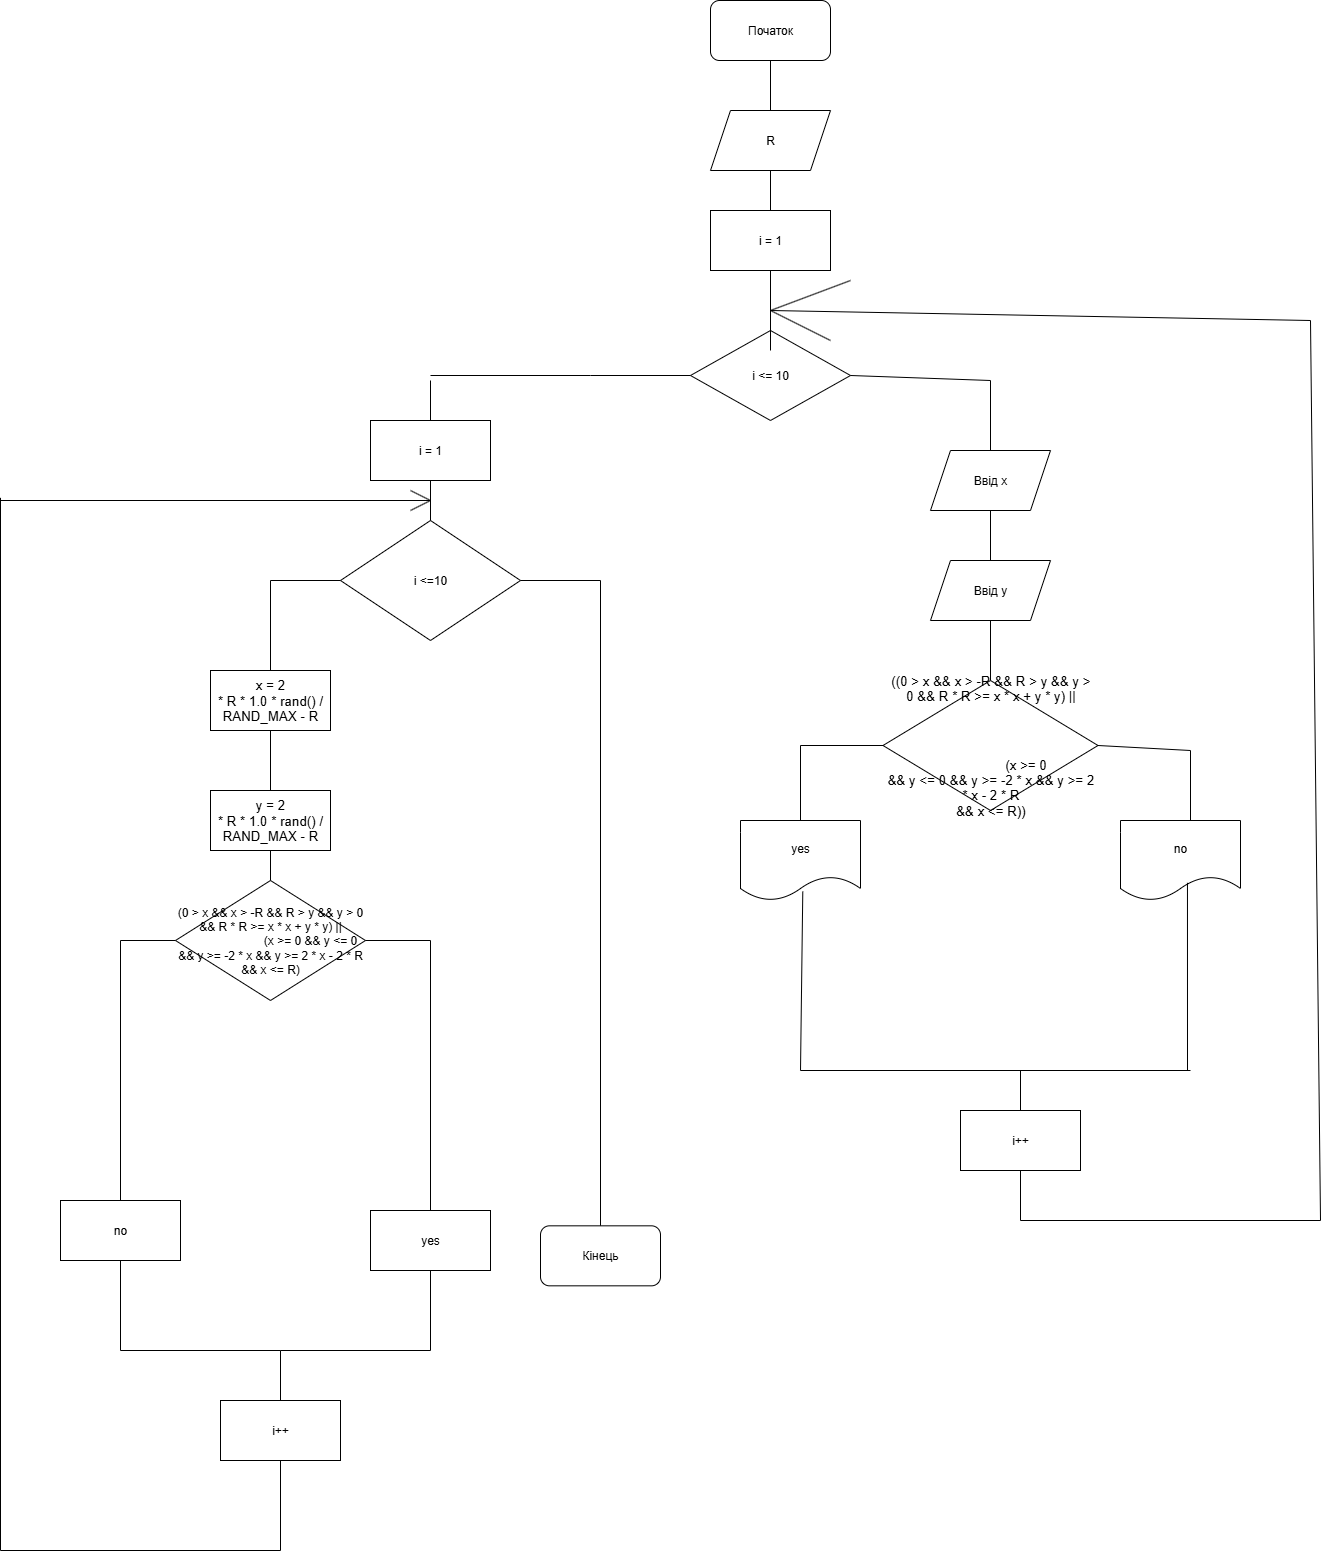 Початок
R
i = 1
i <= 10
i = 1
Ввід x
i <=10
Ввід y
x = 2
* R * 1.0 * rand() /
RAND_MAX - R
((0 > x && x > -R && R > y && y >
0 && R * R >= x * x + y * y) ||
(x >= 0
&& y <= 0 && y >= -2 * x && y >= 2
* x - 2 * R
&& x <= R))
y = 2
* R * 1.0 * rand() /
RAND_MAX - R
yes
no
(0 > x && x > -R && R > y && y > 0
&& R * R >= x * x + y * y) ||
(x >= 0 && y <= 0
&& y >= -2 * x && y >= 2 * x - 2 * R
&& x <= R)
i++
no
yes
Кінець
i++